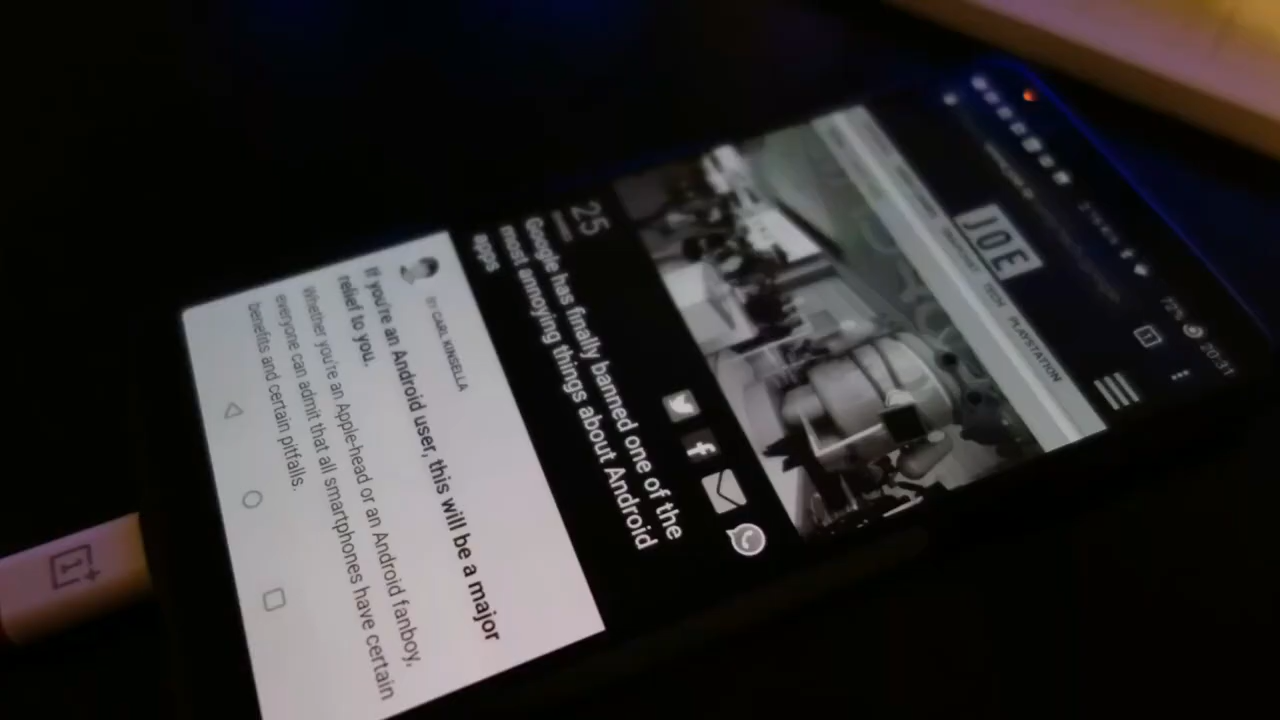 72% 20:31
1
JOE
TECH PLAYSTATION
25
Google has finally banned one of the
most annoying things about Android
apps
BY CARL KINSELLA
If you're an Android user, this will be a major
relief to you.
Whether you're an Apple-head or an Android fanboy,
everyone can admit that all smartphones have certain
benefits and certain pitfalls.
1+